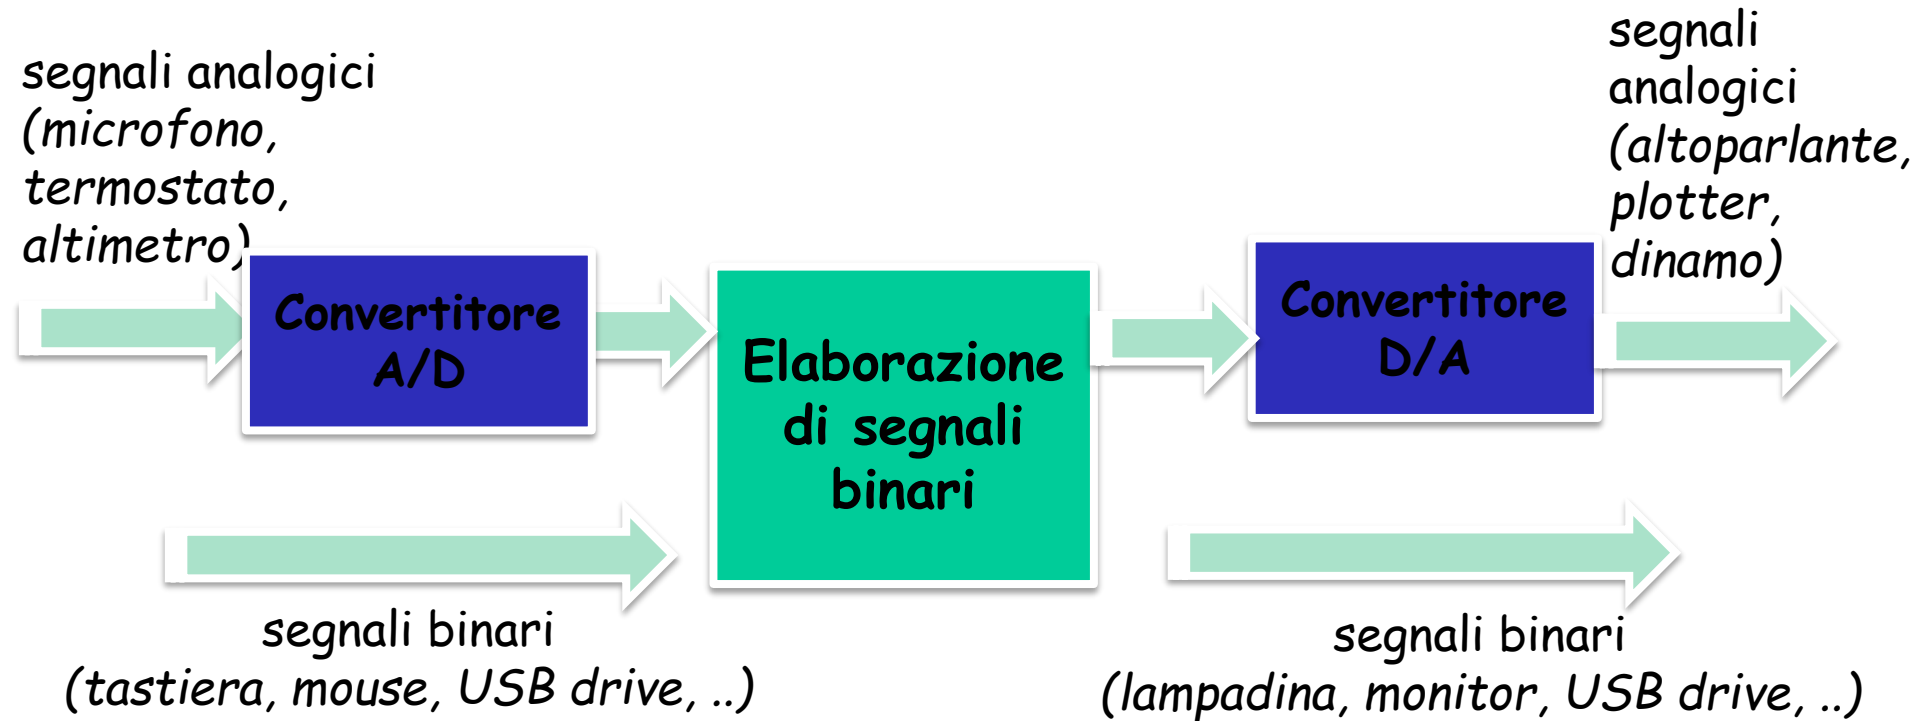 segnali analogici
(microfono,
termostato,
altimetro)
Convertitore
A/D
Elaborazione
di segnali
binari
Convertitore
D/A
segnali
analogici
(altoparlante,
plotter,
dinamo)
segnali binari
(tastiera, mouse, USB drive, ..)
segnali binari
(lampadina, monitor, USB drive, ..)